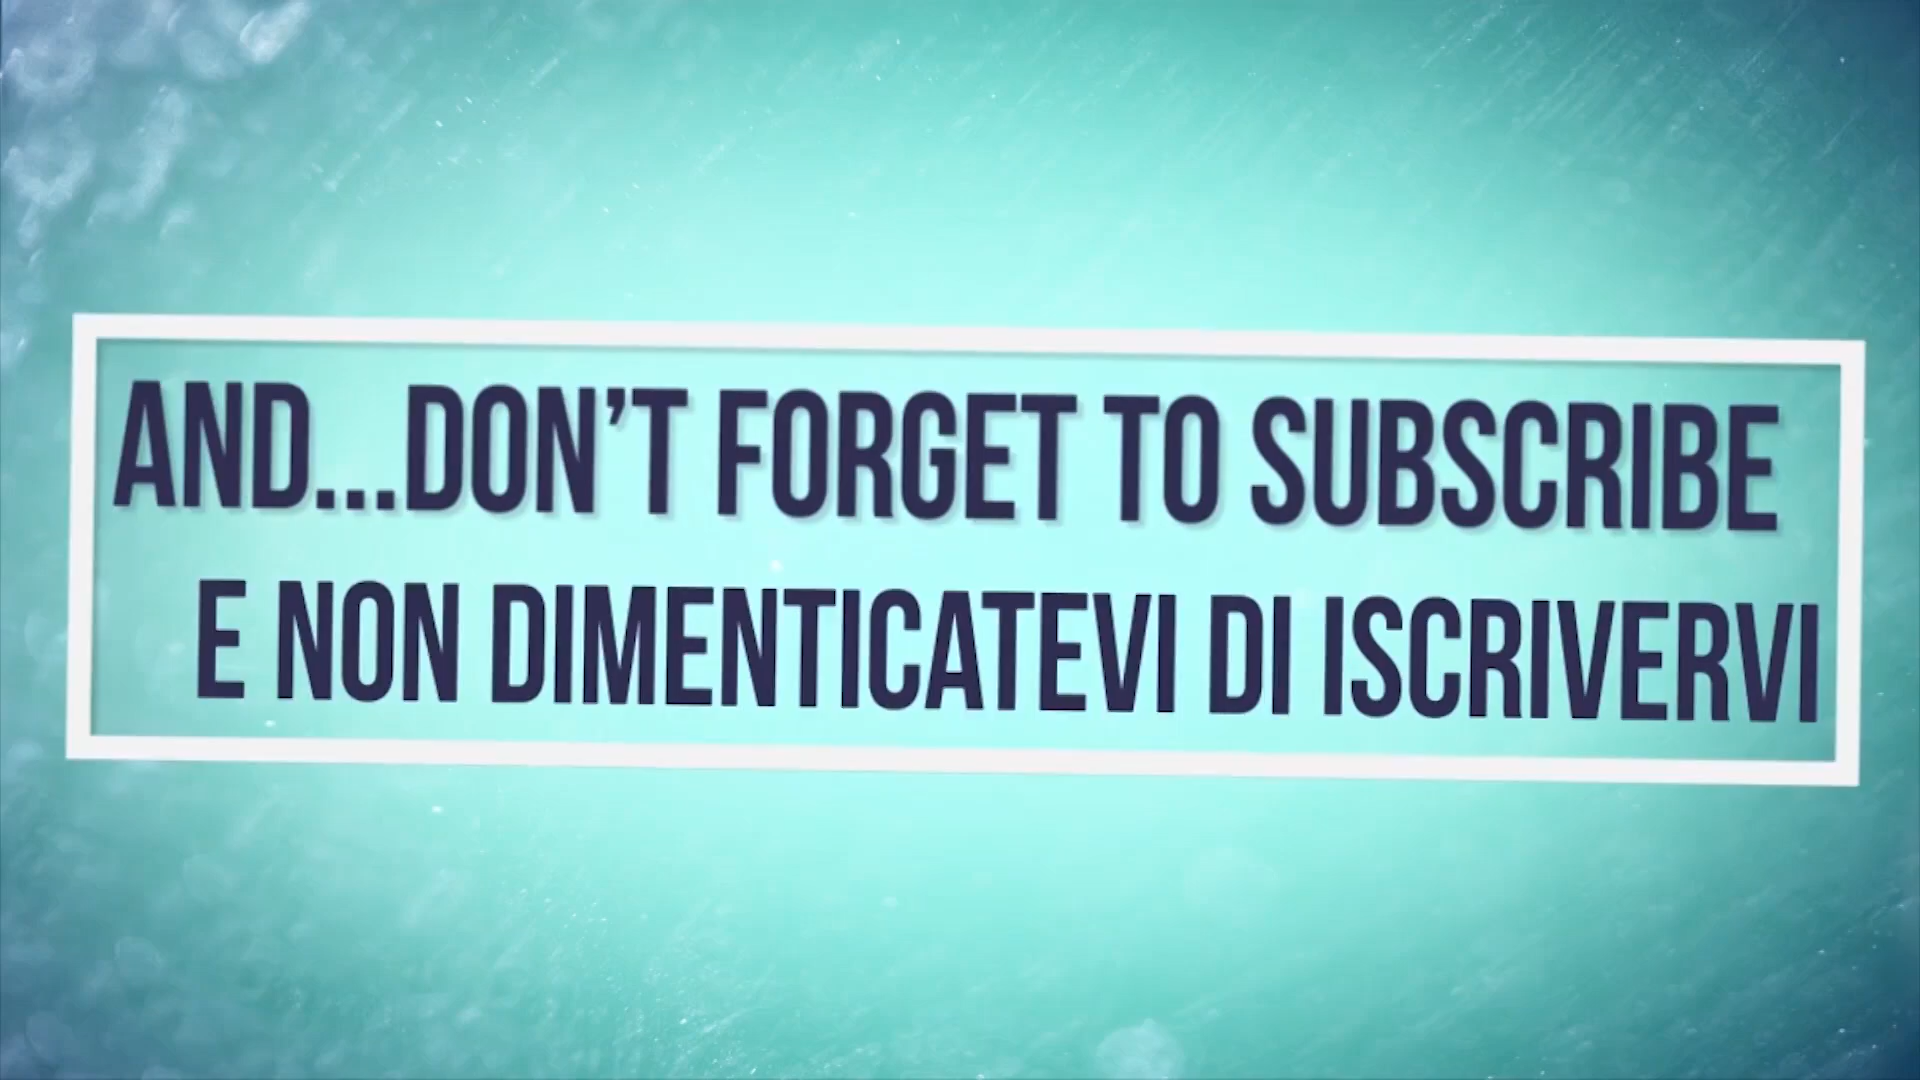 AND...DON’T FORGET TO SUBSCRIBE
E NON DIMENTICATEVI DI ISCRIVERVI